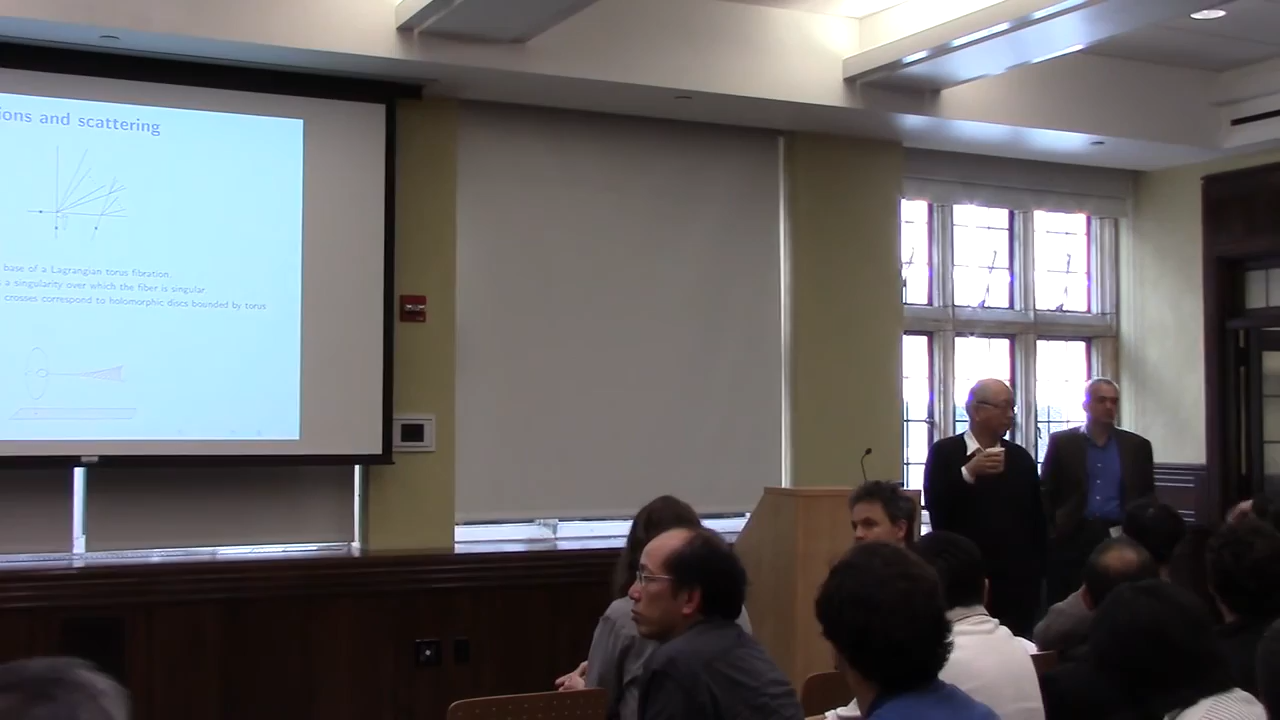 ions and scattering
base of a Lagrangian torus fibration.
a singularity over which the fiber is singular.
crosses correspond to holomorphic discs bounded by torus